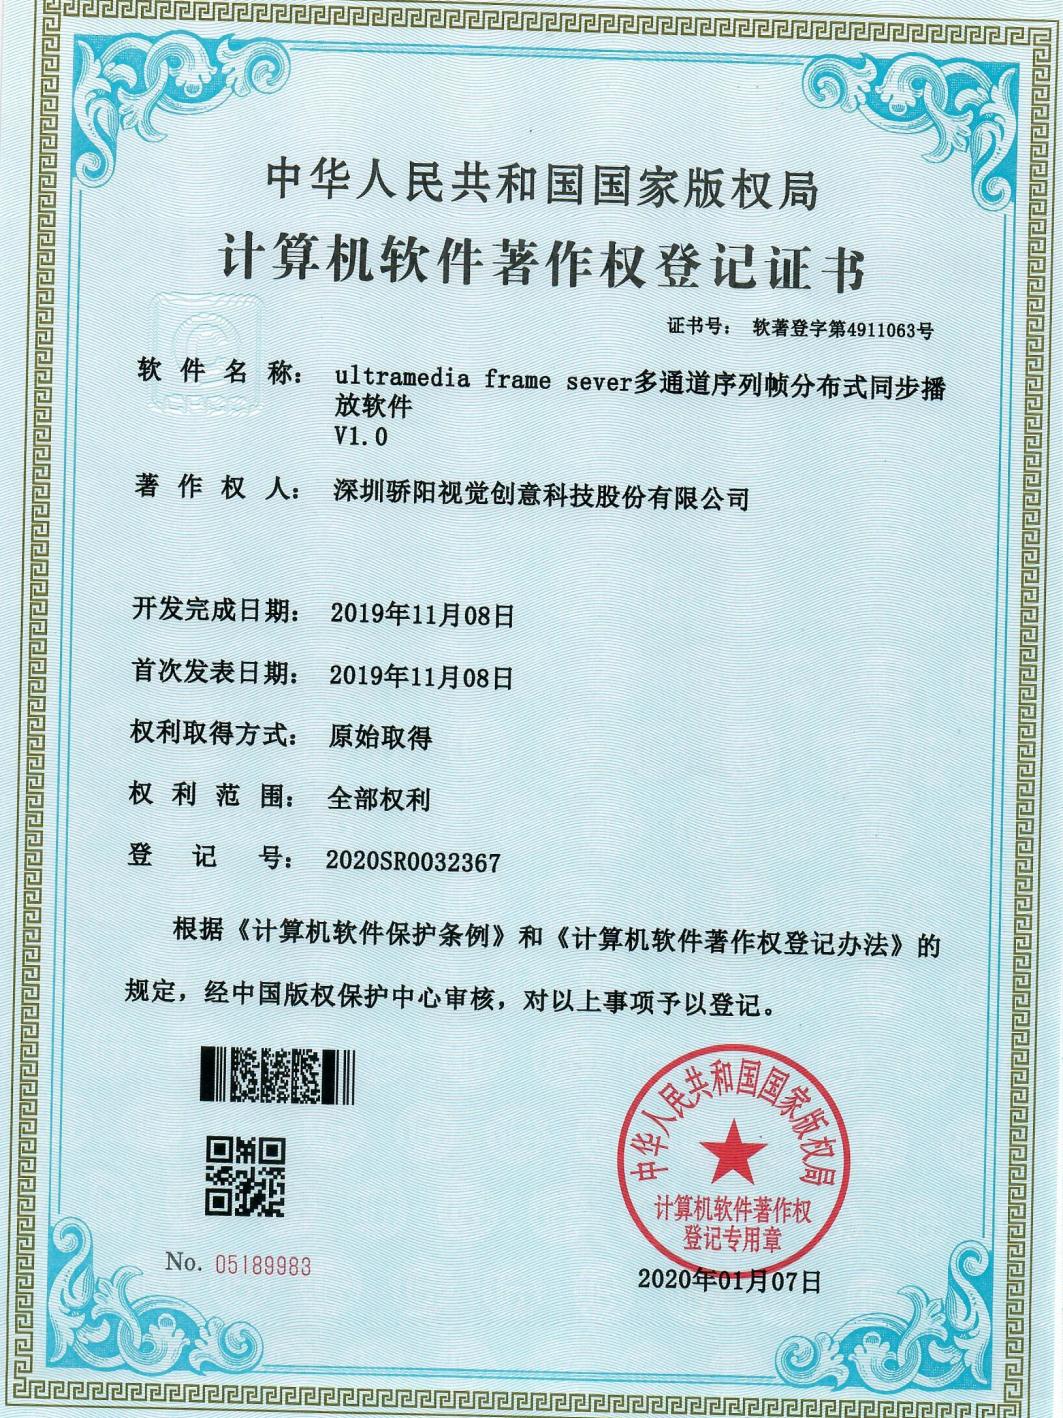 中华人民共和国国家版权局
计算机软件著作权登记证书
证书号： 软著登字第4911063号
软件名称： ultramedia frame sever多通道序列帧分布式同步播
放软件
V1.0
著作权人： 深圳骄阳视觉创意科技股份有限公司
开发完成日期： 2019年11月08日
首次发表日期： 2019年11月08日
权利取得方式： 原始取得
权利范围： 全部权利
登记号： 2020SR0032367
根据《计算机软件保护条例》和《计算机软件著作权登记办法》的
规定，经中国版权保护中心审核，对以上事项予以登记。
中华人民共和国国家版权局
计算机软件著作权
登记专用章
No. 05189983
2020年01月07日